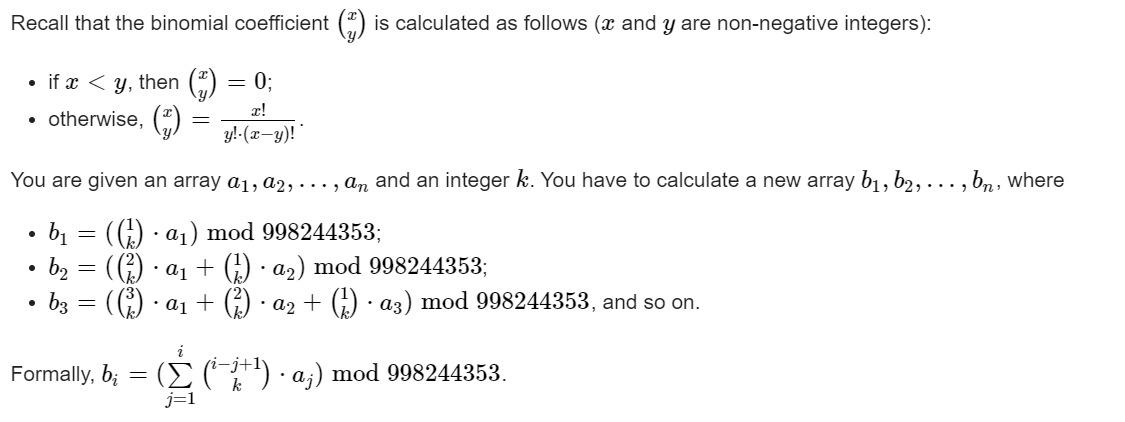 Recall that the binomial coefficient $\binom{x}{y}$ is calculated as follows ($x$ and $y$ are non-negative integers):
• if $x < y$, then $\binom{x}{y} = 0$;
• otherwise, $\binom{x}{y} = \frac{x!}{y! \cdot (x-y)!}$.
You are given an array $a_1, a_2, \ldots, a_n$ and an integer $k$. You have to calculate a new array $b_1, b_2, \ldots, b_n$, where
• $b_1 = (\binom{1}{k} \cdot a_1) \bmod 998244353$;
• $b_2 = (\binom{2}{k} \cdot a_1 + \binom{1}{k} \cdot a_2) \bmod 998244353$;
• $b_3 = (\binom{3}{k} \cdot a_1 + \binom{2}{k} \cdot a_2 + \binom{1}{k} \cdot a_3) \bmod 998244353$, and so on.
Formally, $b_i = (\sum\limits_{j=1}^{i} \binom{i-j+1}{k} \cdot a_j) \bmod 998244353$.